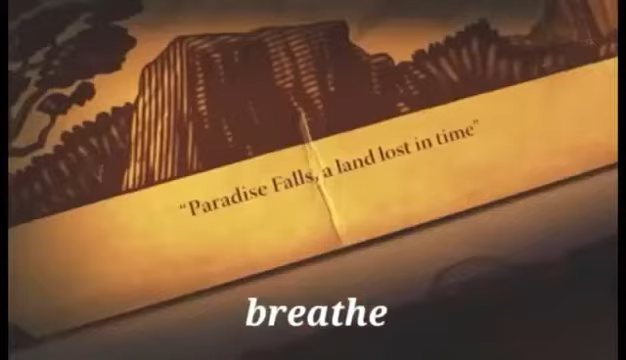 “Paradise Falls, a land lost in time”
breathe